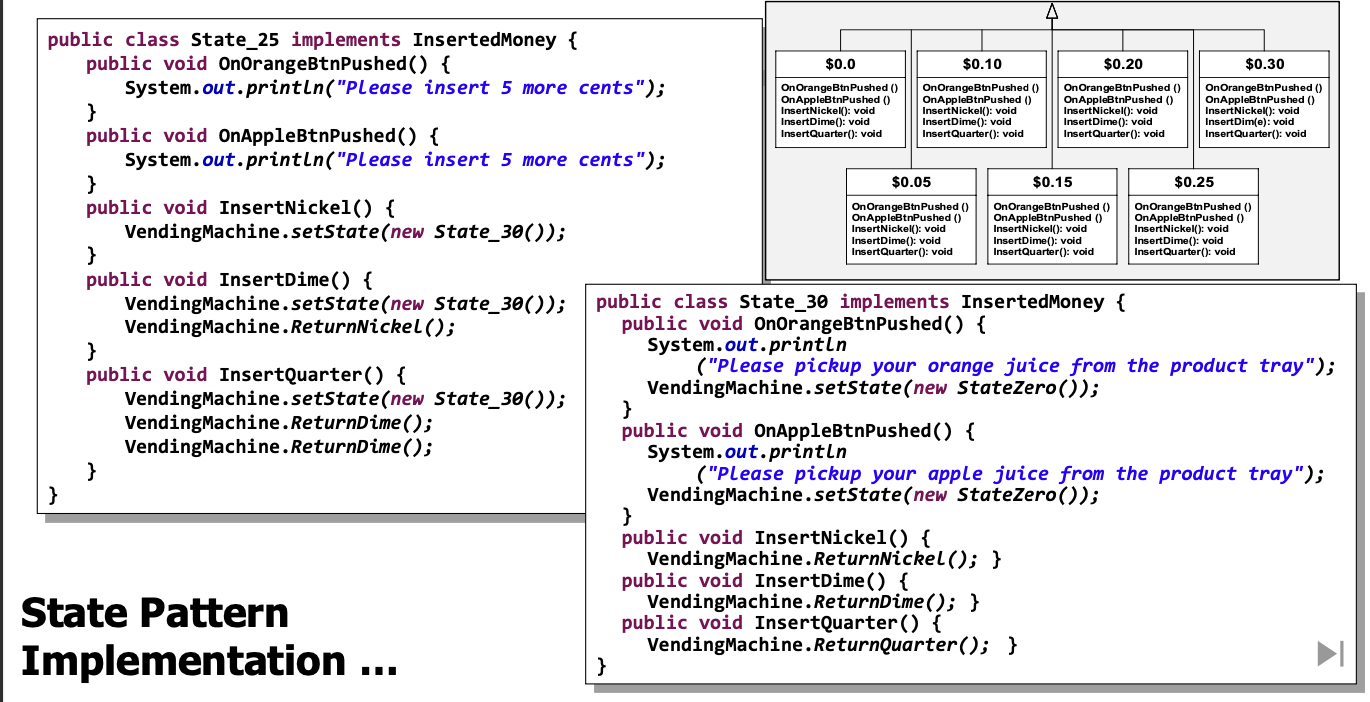 public class State_25 implements InsertedMoney {
public void OnOrangeBtnPushed() {
System.out.println("Please insert 5 more cents");
}
public void OnAppleBtnPushed() {
System.out.println("Please insert 5 more cents");
}
public void InsertNickel() {
VendingMachine.setState(new State_30());
}
public void InsertDime() {
VendingMachine.setState(new State_30());
VendingMachine.ReturnNickel();
}
public void InsertQuarter() {
VendingMachine.setState(new State_30());
VendingMachine.ReturnDime();
VendingMachine.ReturnDime();
}
}
$0.0
OnOrangeBtnPushed ()
OnAppleBtnPushed ()
InsertNickel(): void
InsertDime(): void
InsertQuarter(): void
$0.10
OnOrangeBtnPushed ()
OnAppleBtnPushed ()
InsertNickel(): void
InsertDime(): void
InsertQuarter(): void
$0.20
OnOrangeBtnPushed ()
OnAppleBtnPushed ()
InsertNickel(): void
InsertDime(): void
InsertQuarter(): void
$0.30
OnOrangeBtnPushed ()
OnAppleBtnPushed ()
InsertNickel(): void
InsertDim(e): void
InsertQuarter(): void
$0.05
OnOrangeBtnPushed ()
OnAppleBtnPushed ()
InsertNickel(): void
InsertDime(): void
InsertQuarter(): void
$0.15
OnOrangeBtnPushed ()
OnAppleBtnPushed ()
InsertNickel(): void
InsertDime(): void
InsertQuarter(): void
$0.25
OnOrangeBtnPushed ()
OnAppleBtnPushed ()
InsertNickel(): void
InsertDime(): void
InsertQuarter(): void
public class State_30 implements InsertedMoney {
public void OnOrangeBtnPushed() {
System.out.println
("Please pickup your orange juice from the product tray");
VendingMachine.setState(new StateZero());
}
public void OnAppleBtnPushed() {
System.out.println
("Please pickup your apple juice from the product tray");
VendingMachine.setState(new StateZero());
}
public void InsertNickel() {
VendingMachine.ReturnNickel(); }
public void InsertDime() {
VendingMachine.ReturnDime(); }
public void InsertQuarter() {
VendingMachine.ReturnQuarter(); }
}
State Pattern
Implementation ...